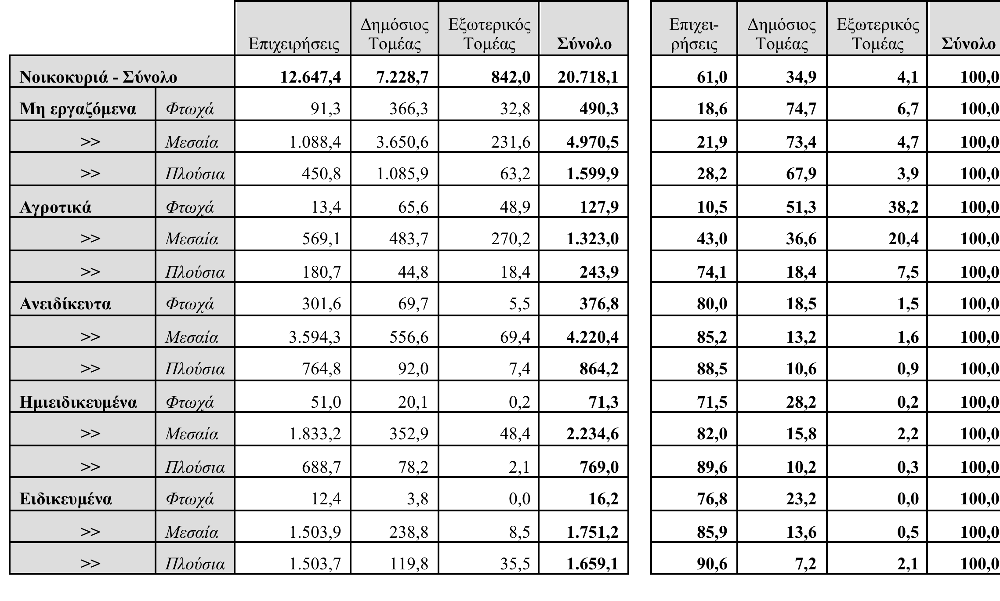 Επιχειρήσεις Δημόσιος Τομέας Εξωτερικός Τομέας Σύνολο Επιχει-ρήσεις Δημόσιος Τομέας Εξωτερικός Τομέας Σύνολο
Νοικοκυριά - Σύνολο 12.647,4 7.228,7 842,0 20.718,1 61,0 34,9 4,1 100,0
Μη εργαζόμενα Φτωχά 91,3 366,3 32,8 490,3 18,6 74,7 6,7 100,0
>> Μεσαία 1.088,4 3.650,6 231,6 4.970,5 21,9 73,4 4,7 100,0
>> Πλούσια 450,8 1.085,9 63,2 1.599,9 28,2 67,9 3,9 100,0
Αγροτικά Φτωχά 13,4 65,6 48,9 127,9 10,5 51,3 38,2 100,0
>> Μεσαία 569,1 483,7 270,2 1.323,0 43,0 36,6 20,4 100,0
>> Πλούσια 180,7 44,8 18,4 243,9 74,1 18,4 7,5 100,0
Ανειδίκευτα Φτωχά 301,6 69,7 5,5 376,8 80,0 18,5 1,5 100,0
>> Μεσαία 3.594,3 556,6 69,4 4.220,4 85,2 13,2 1,6 100,0
>> Πλούσια 764,8 92,0 7,4 864,2 88,5 10,6 0,9 100,0
Ημιειδικευμένα Φτωχά 51,0 20,1 0,2 71,3 71,5 28,2 0,2 100,0
>> Μεσαία 1.833,2 352,9 48,4 2.234,6 82,0 15,8 2,2 100,0
>> Πλούσια 688,7 78,2 2,1 769,0 89,6 10,2 0,3 100,0
Ειδικευμένα Φτωχά 12,4 3,8 0,0 16,2 76,8 23,2 0,0 100,0
>> Μεσαία 1.503,9 238,8 8,5 1.751,2 85,9 13,6 0,5 100,0
>> Πλούσια 1.503,7 119,8 35,5 1.659,1 90,6 7,2 2,1 100,0